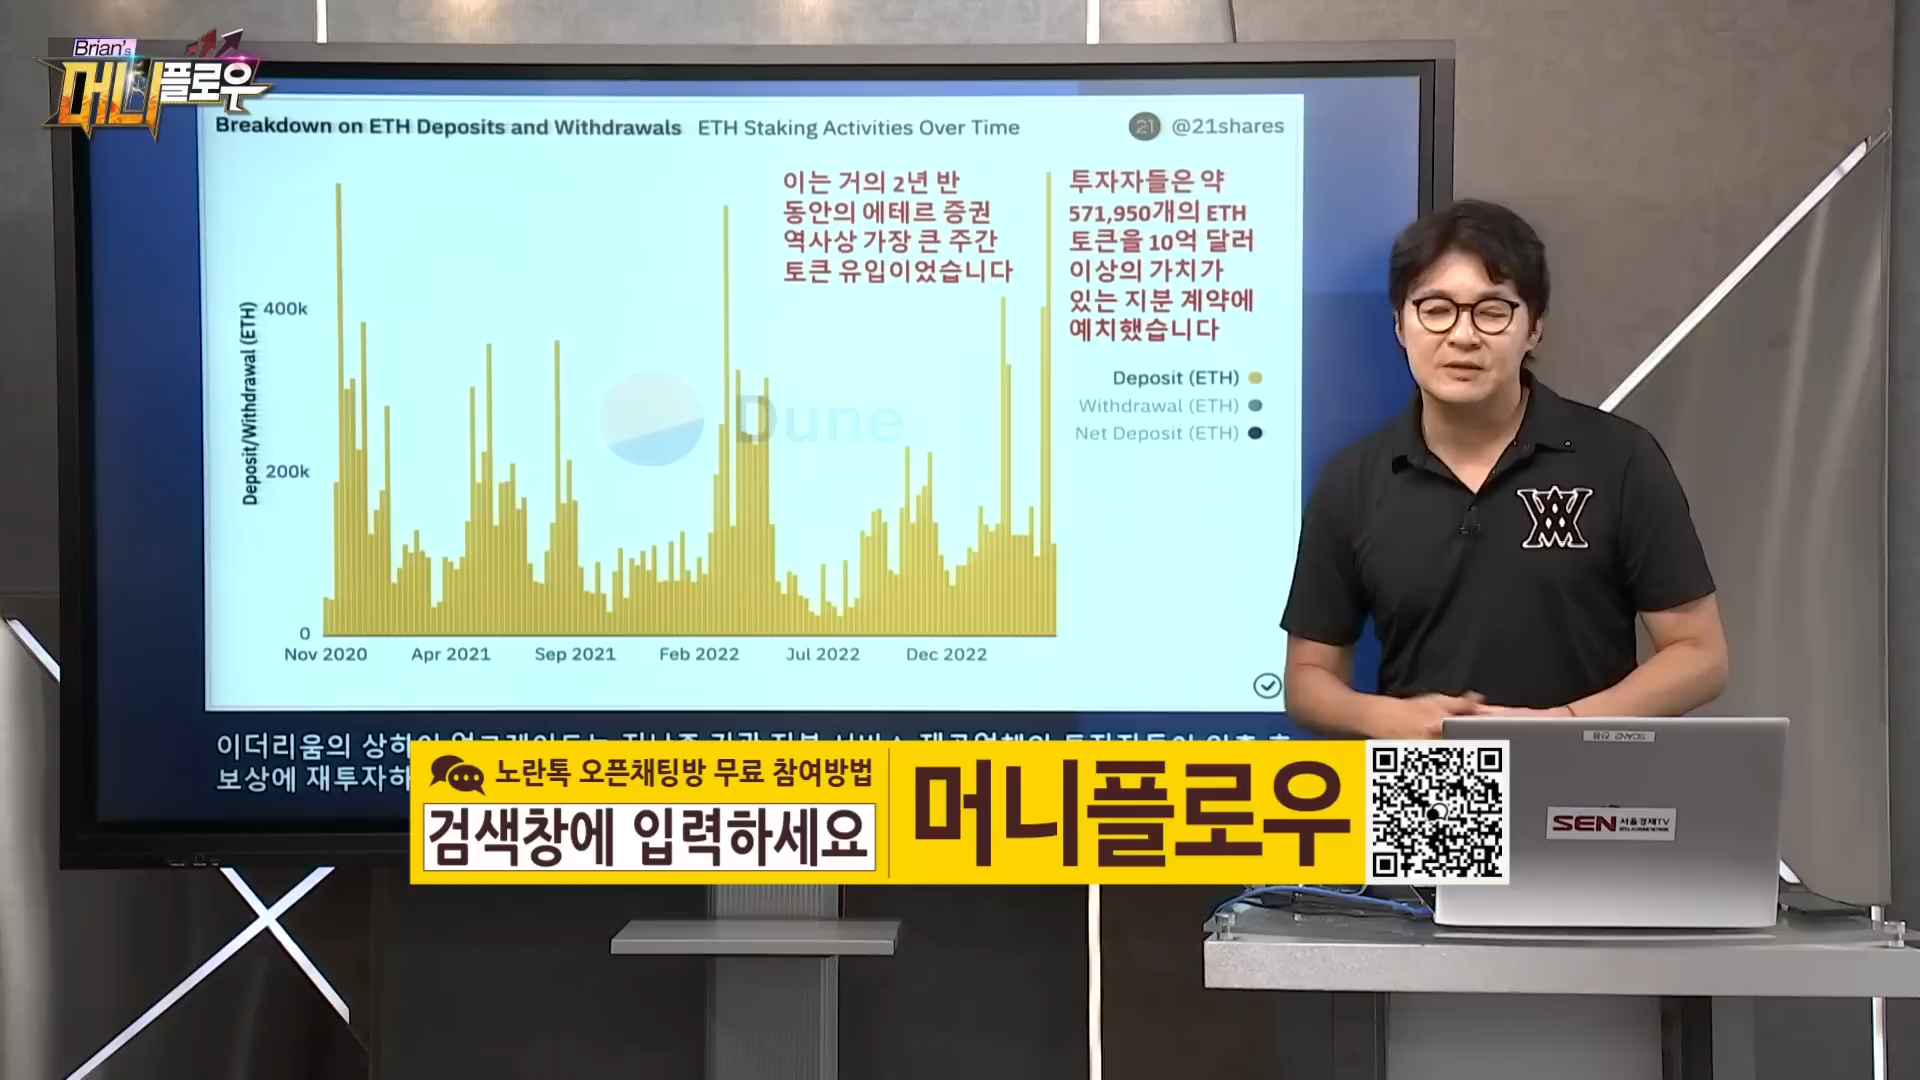 Brian's
머니플로우
Breakdown on ETH Deposits and Withdrawals ETH Staking Activities Over Time
21 @21shares
이는 거의 2년 반
동안의 에테르 증권
역사상 가장 큰 주간
토큰 유입이었습니다
투자자들은 약
571,950개의 ETH
토큰을 10억 달러
이상의 가치가
있는 지분 계약에
예치했습니다
Deposit (ETH)
Withdrawal (ETH)
Net Deposit (ETH)
Dune
Deposit/Withdrawal (ETH)
400k
200k
0
Nov 2020 Apr 2021 Sep 2021 Feb 2022 Jul 2022 Dec 2022
이더리움의
보상에 재투자하
노란톡 오픈채팅방 무료 참여방법
검색창에 입력하세요
머니플로우
SEN 서울경제TV